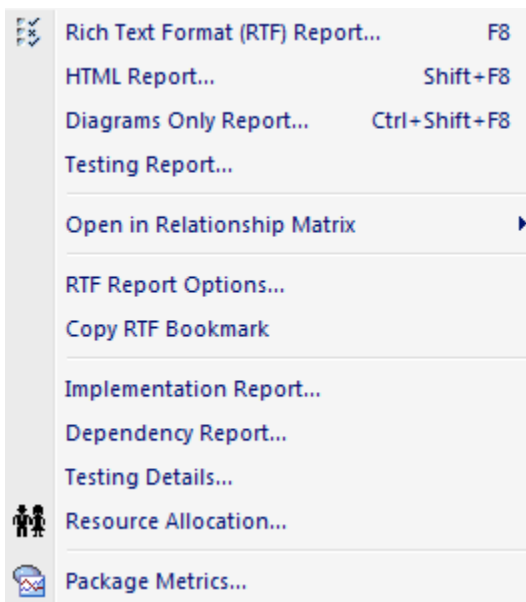 Rich Text Format (RTF) Report... F8
HTML Report... Shift+F8
Diagrams Only Report... Ctrl+Shift+F8
Testing Report...
Open in Relationship Matrix
RTF Report Options...
Copy RTF Bookmark
Implementation Report...
Dependency Report...
Testing Details...
Resource Allocation...
Package Metrics...